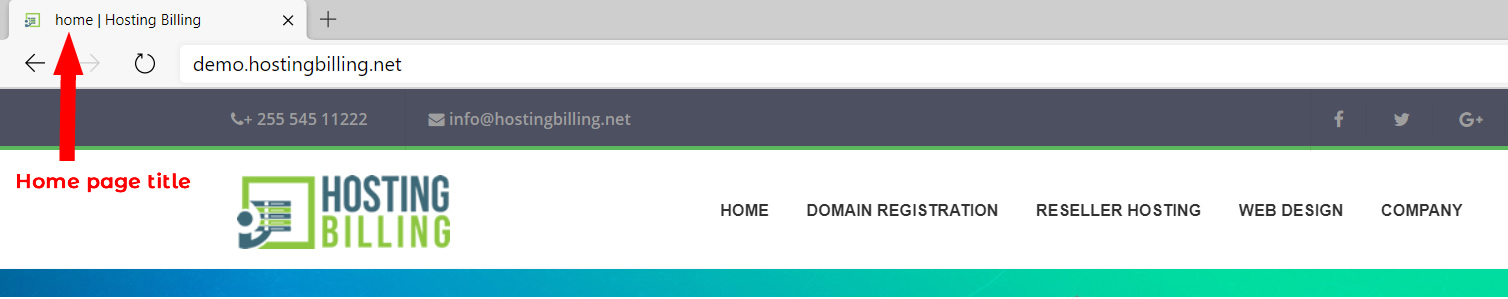 home | Hosting Billing
demo.hostingbilling.net
+ 255 545 11222 info@hostingbilling.net G+
Home page title
HOSTING
BILLING
HOME DOMAIN REGISTRATION RESELLER HOSTING WEB DESIGN COMPANY